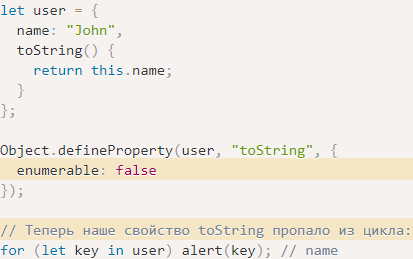 let user = {
  name: "John",
  toString() {
    return this.name;
  }
};

Object.defineProperty(user, "toString", {
  enumerable: false
});

// Теперь наше свойство toString пропало из цикла:
for (let key in user) alert(key); // name